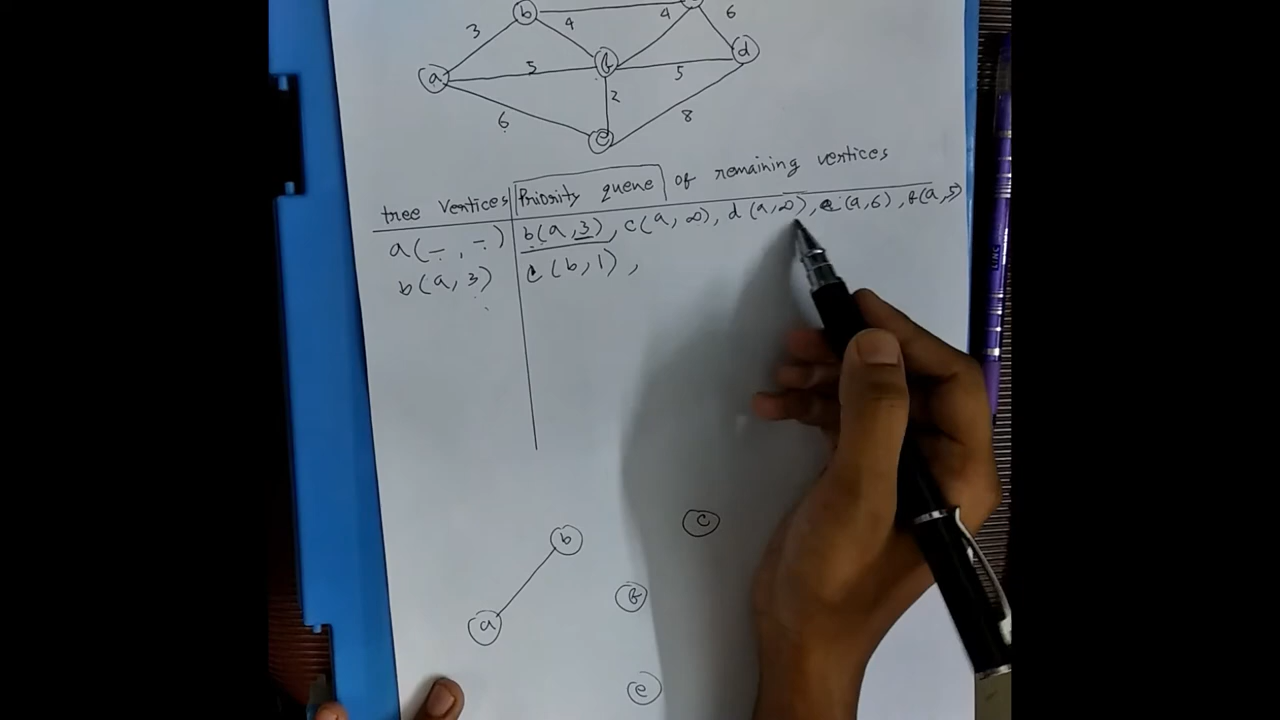 b 4 6
3 4
a 5 f 5 d
2
6 8
e
tree vertices Priority queue of remaining vertices
a(-, -) b(a, 3), c(a, ∞), d(a, ∞), e(a, 6), f(a, 5)
b(a, 3) c(b, 1),
c
b
f
a
e
LINC